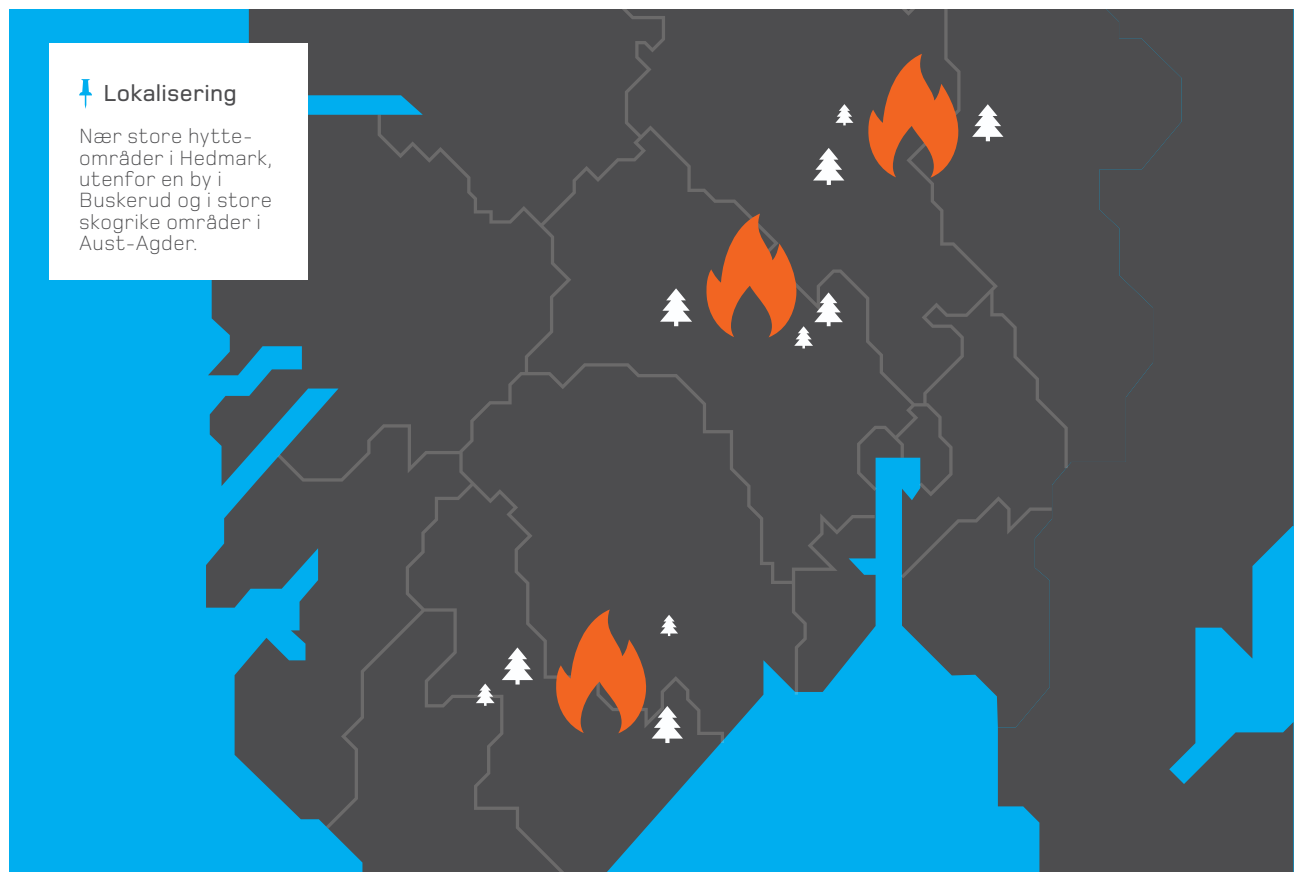 Lokalisering
Nær store hytte-
områder i Hedmark,
utenfor en by i
Buskerud og i store
skogrike områder i
Aust-Agder.